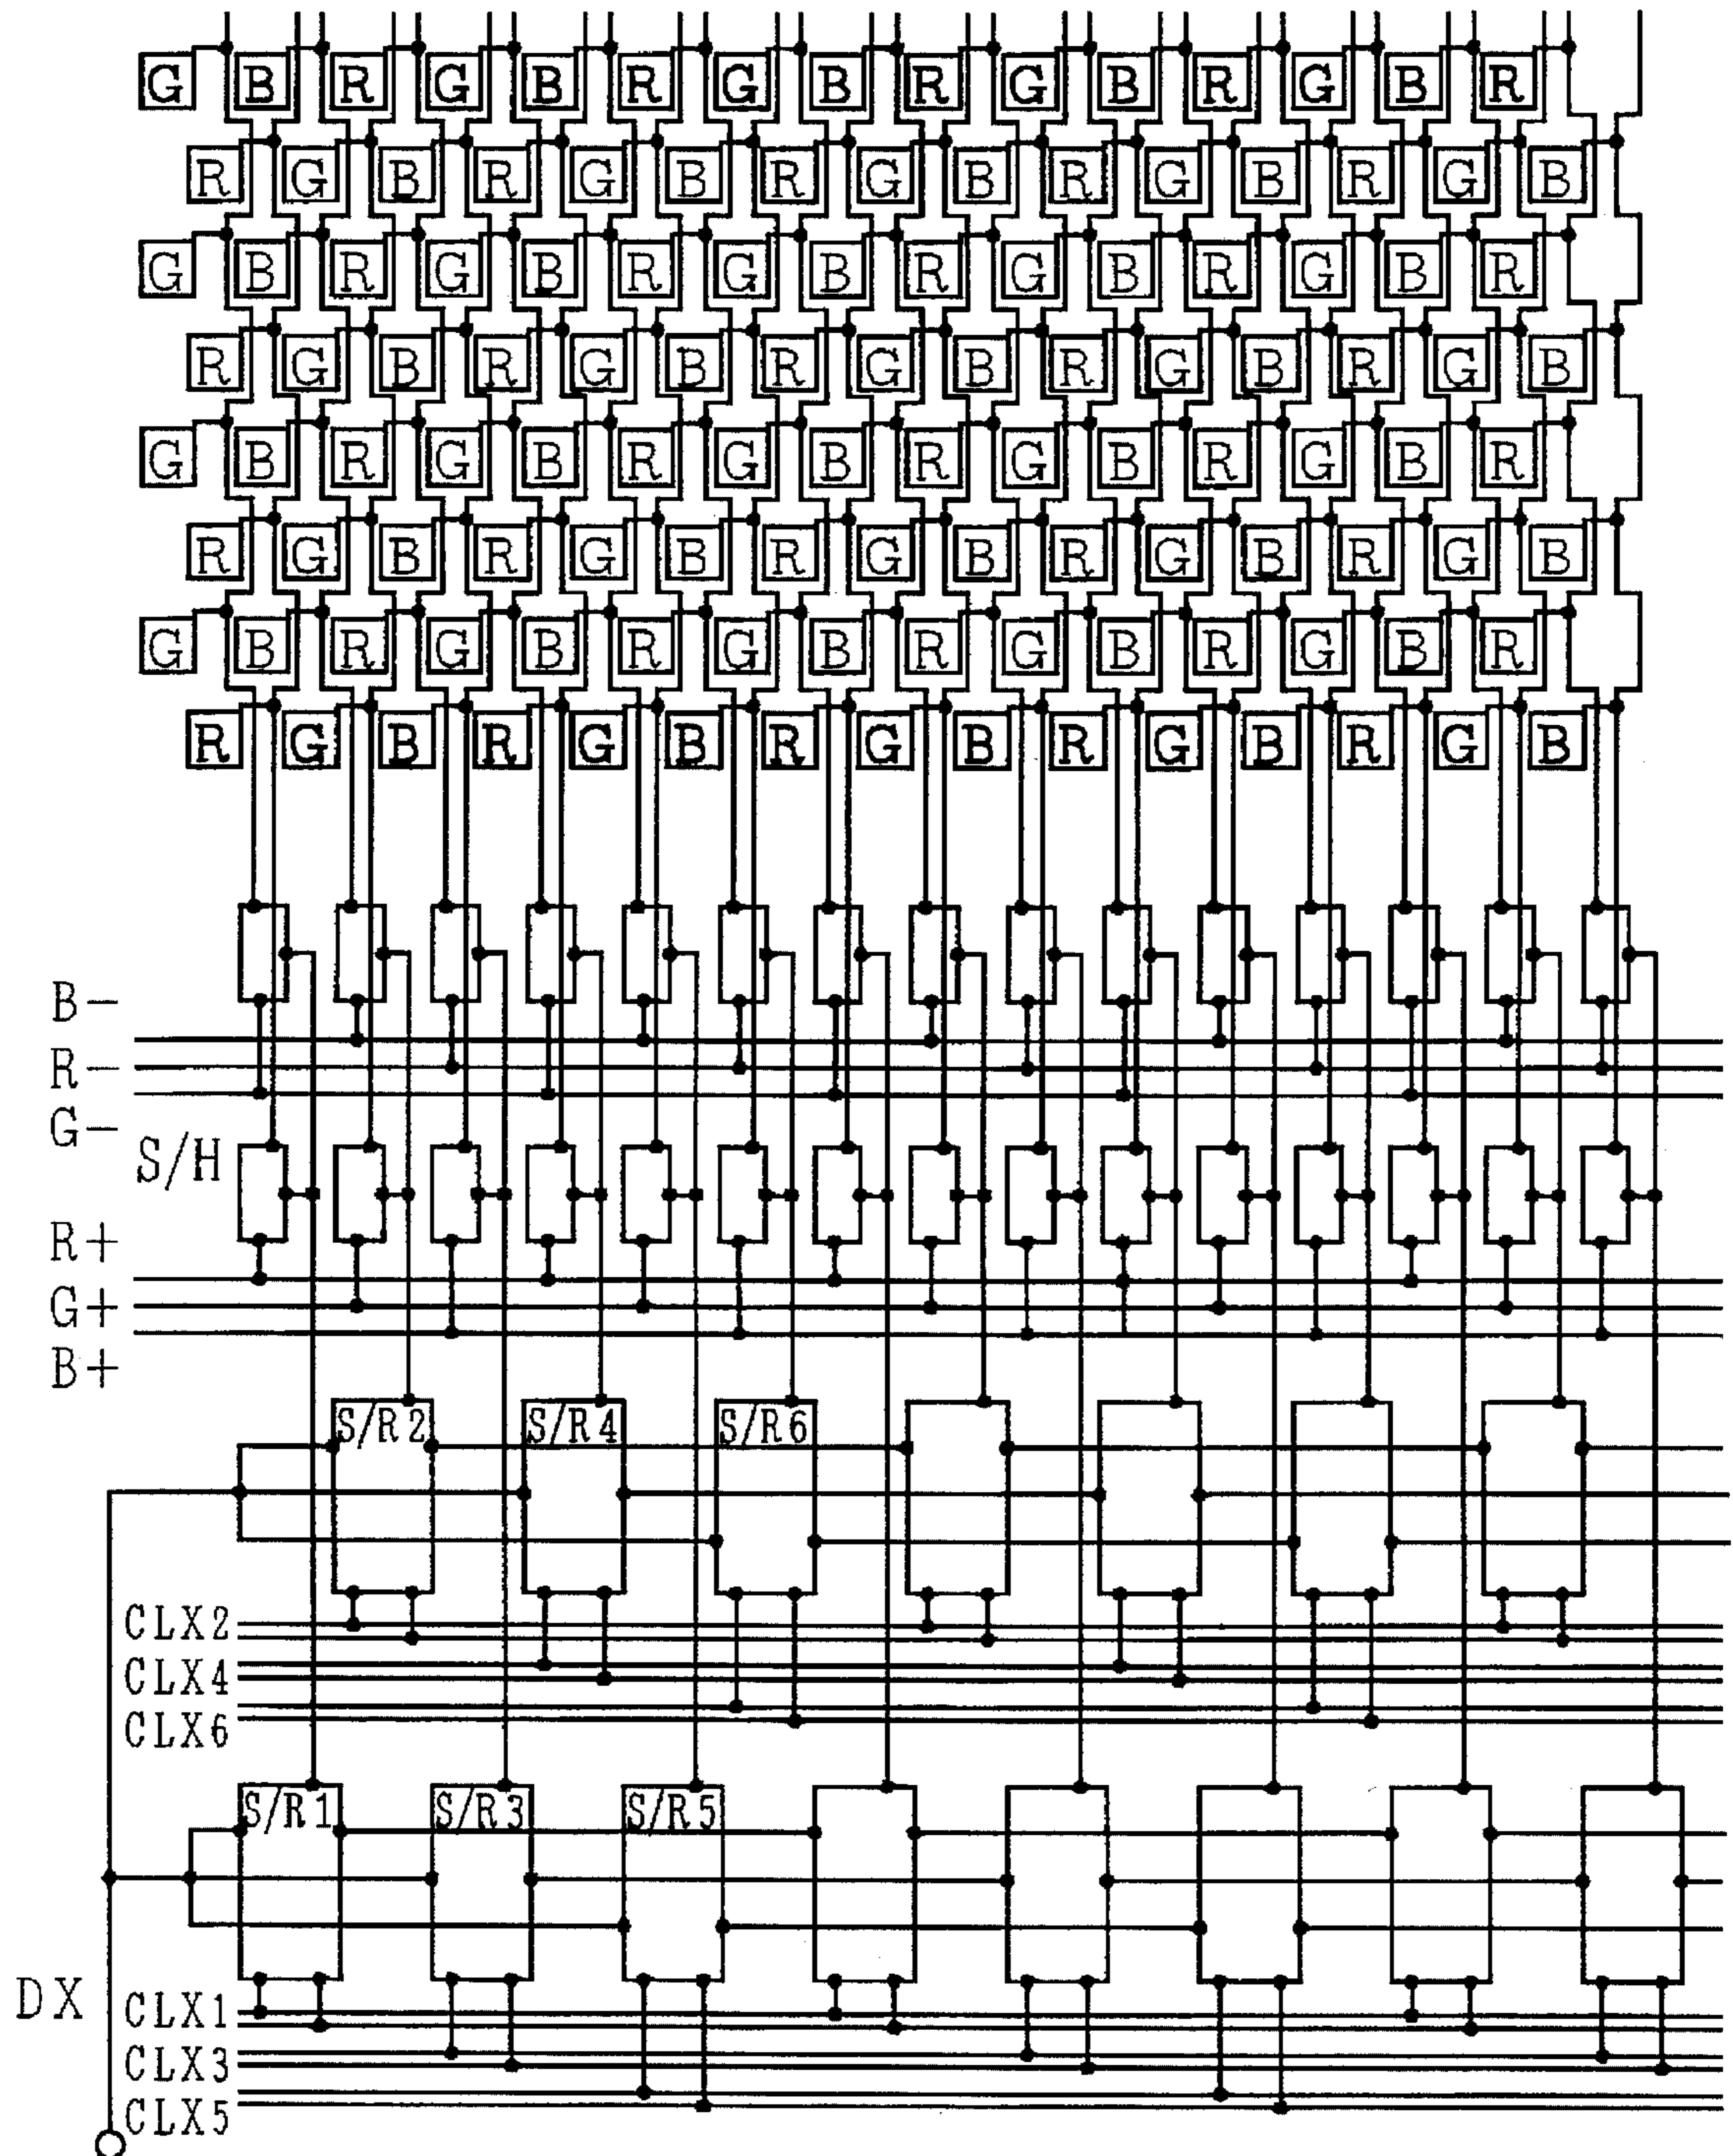 G B R G B R G B R G B R G B R
R G B R G B R G B R G B R G B
G B R G B R G B R G B R G B R
R G B R G B R G B R G B R G B
G B R G B R G B R G B R G B R
R G B R G B R G B R G B R G B
G B R G B R G B R G B R G B R
R G B R G B R G B R G B R G B
B−
R−
G−
S/H
R+
G+
B+
S/R2 S/R4 S/R6
CLX2
CLX4
CLX6
S/R1 S/R3 S/R5
DX
CLX1
CLX3
CLX5